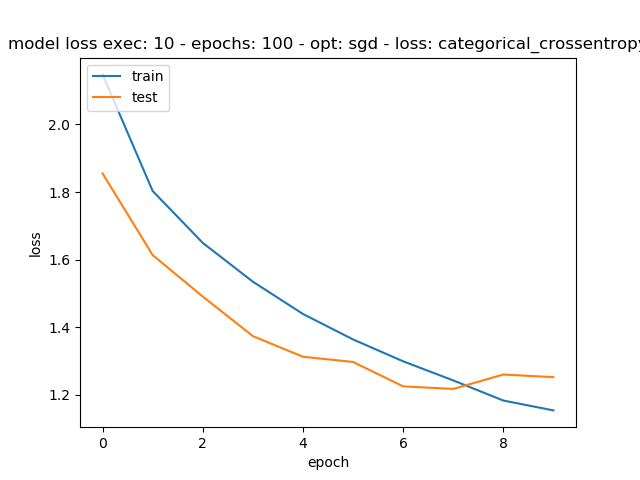 model loss exec: 10 - epochs: 100 - opt: sgd - loss: categorical_crossentropy
train
test
2.0
1.8
1.6
1.4
1.2
loss
0 2 4 6 8
epoch